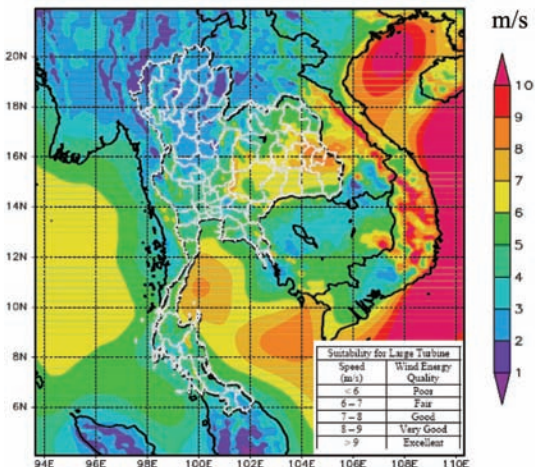 m/s
20N
18N
16N
14N
12N
10N
8N
6N
94E 96E 98E 100E 102E 104E 106E 108E 110E
10
9
8
7
6
5
4
3
2
1
Suitability for Large Turbine
Speed (m/s) Wind Energy Quality
< 6 Poor
6 – 7 Fair
7 – 8 Good
8 – 9 Very Good
> 9 Excellent